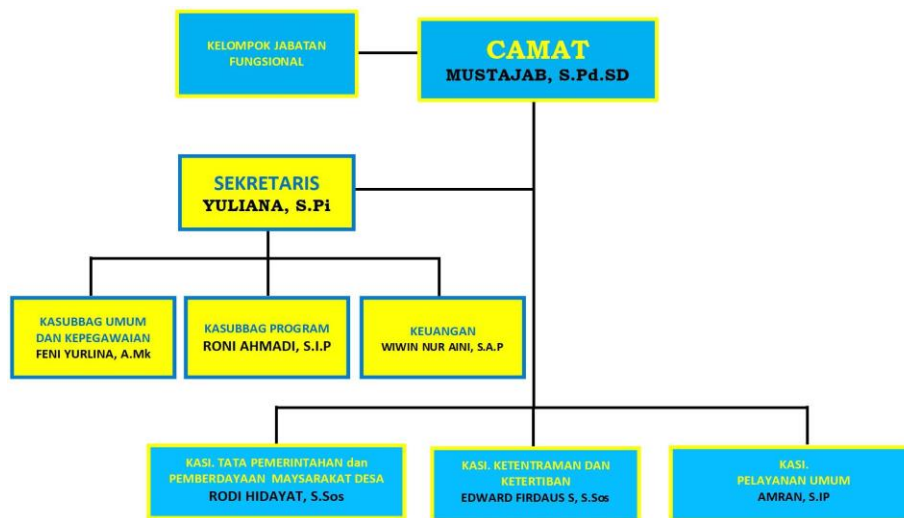 KELOMPOK JABATAN
FUNGSIONAL
CAMAT
MUSTAJAB, S.Pd.SD
SEKRETARIS
YULIANA, S.Pi
KASUBBAG UMUM
DAN KEPEGAWAIAN
FENI YURLINA, A.Mk
KASUBBAG PROGRAM
RONI AHMADI, S.I.P
KEUANGAN
WIWIN NUR AINI, S.A.P
KASI. TATA PEMERINTAHAN dan
PEMBERDAYAAN MAYSARAKAT DESA
RODI HIDAYAT, S.Sos
KASI. KETENTRAMAN DAN
KETERTIBAN
EDWARD FIRDAUS S, S.Sos
KASI.
PELAYANAN UMUM
AMRAN, S.IP